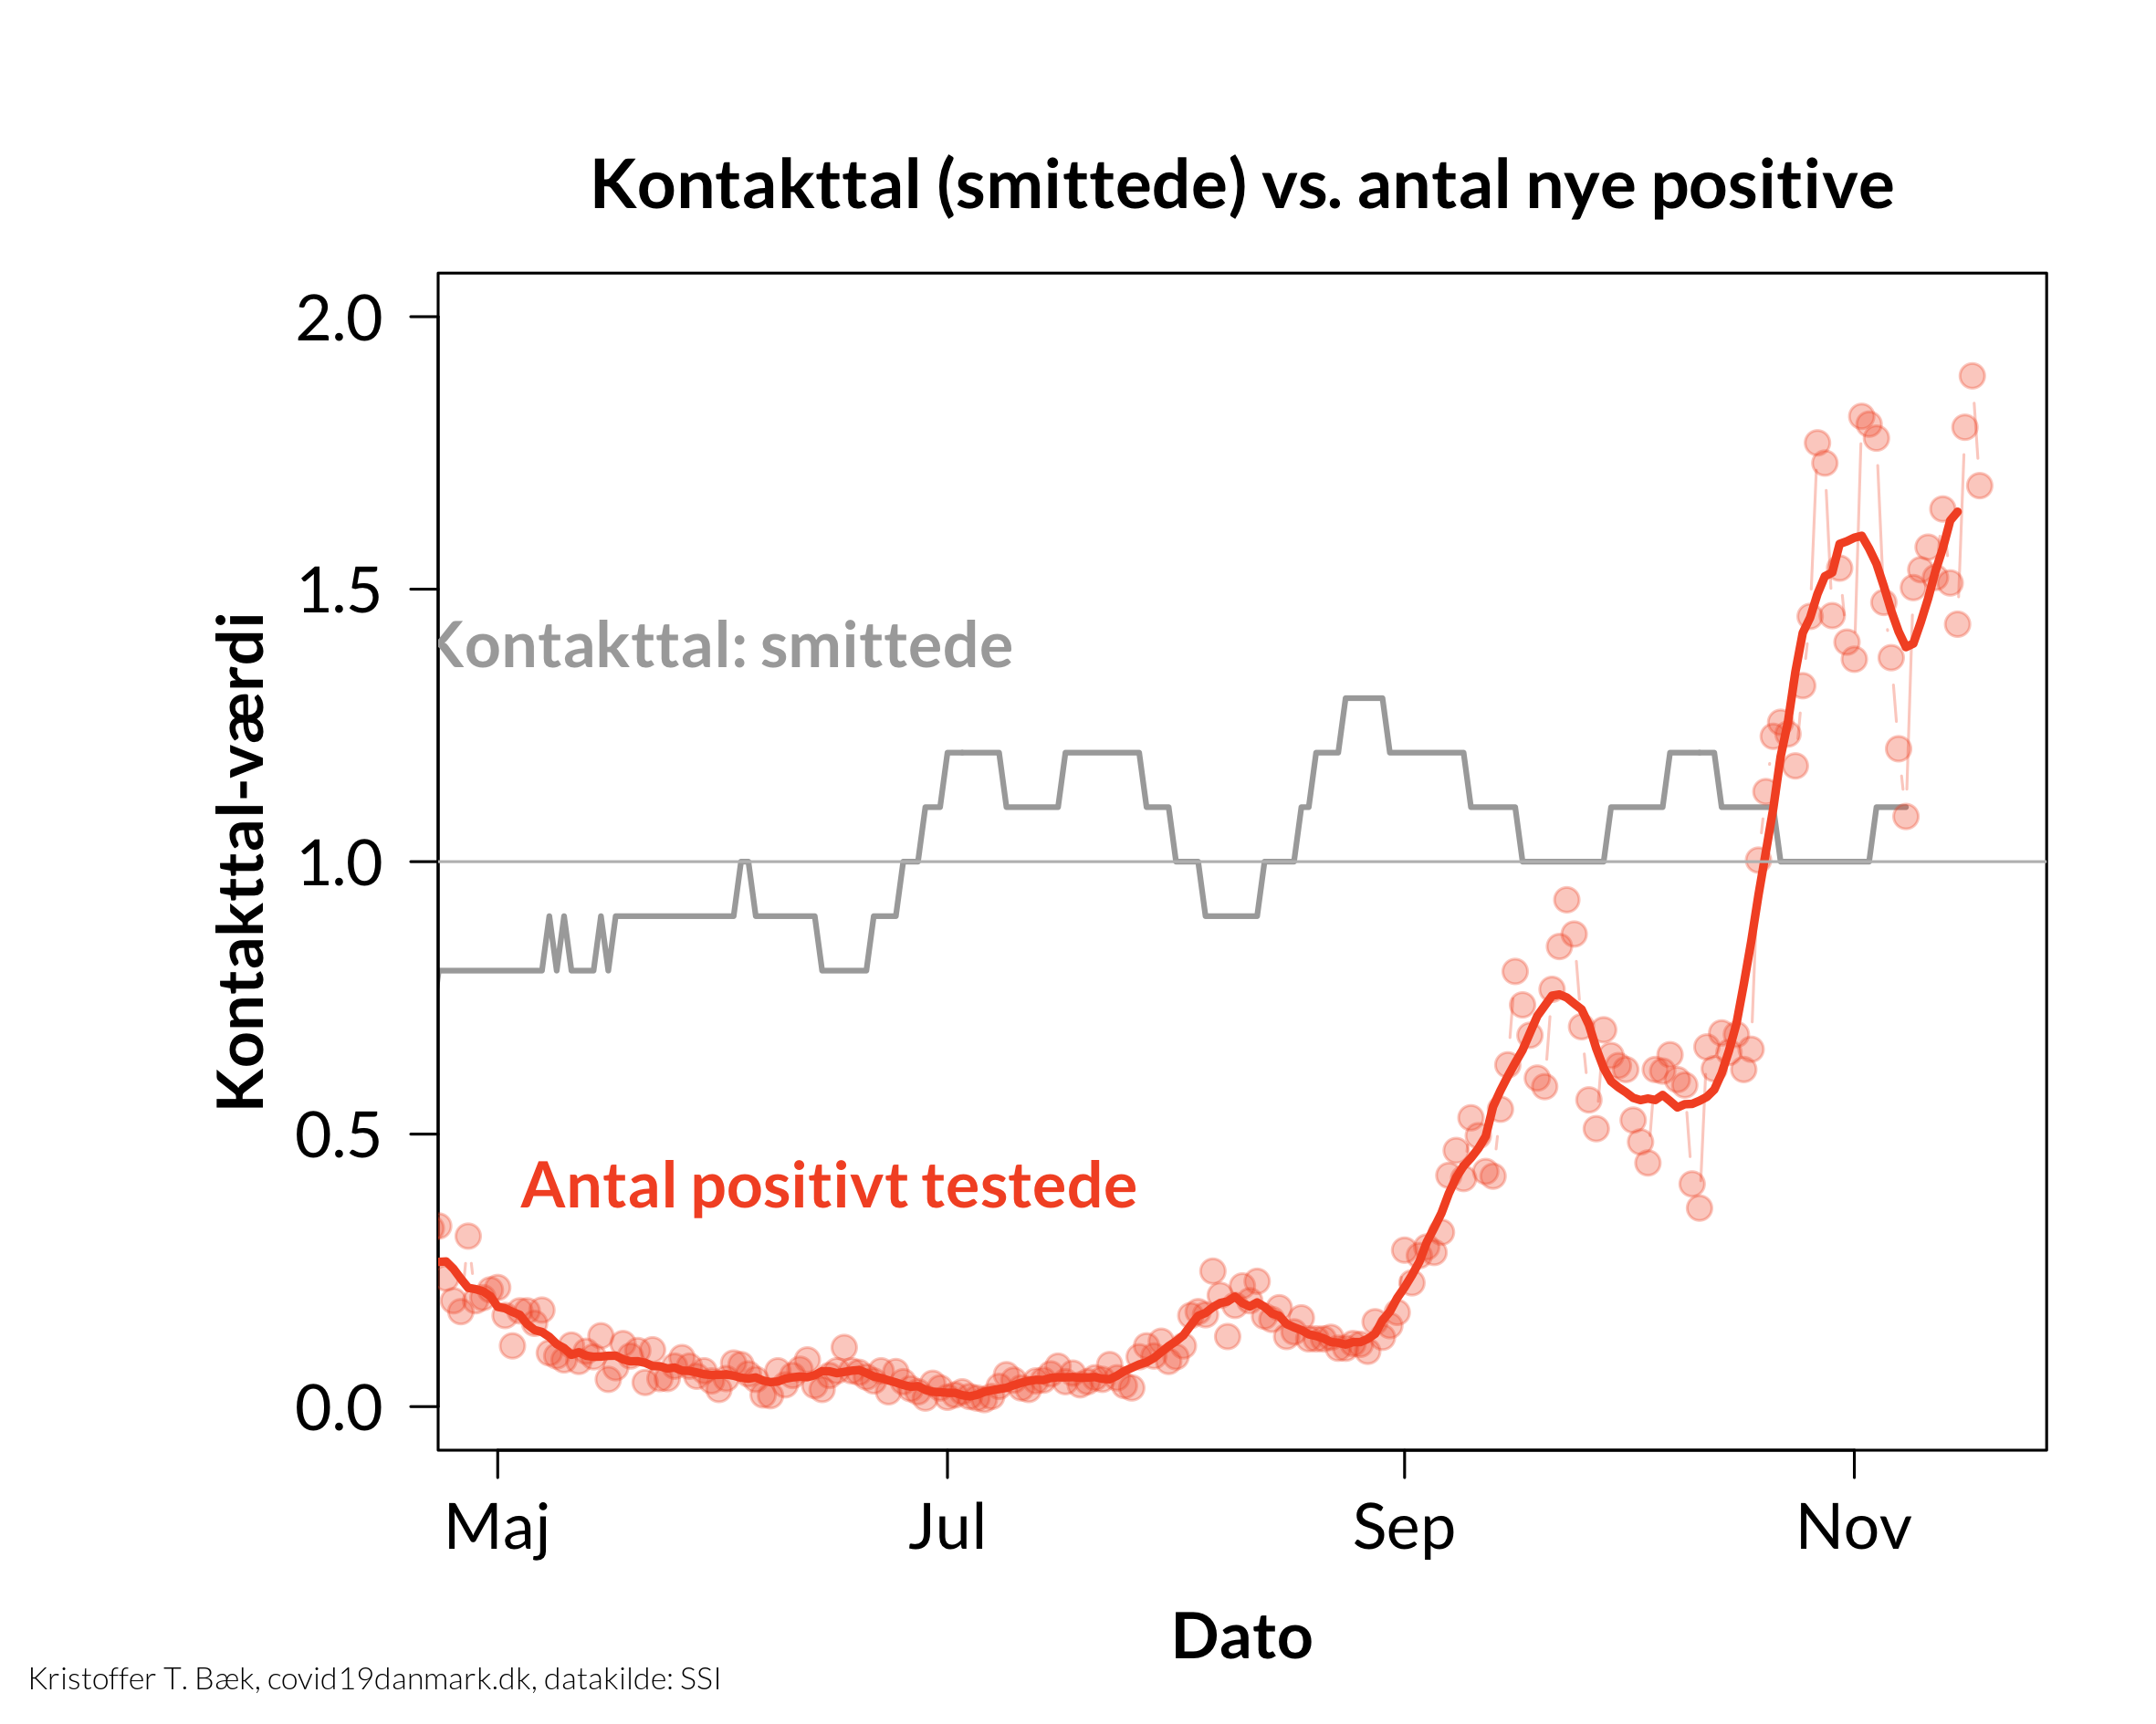 Kontakttal (smittede) vs. antal nye positive
Kontakttal-værdi
2.0
1.5
1.0
0.5
0.0
Kontakttal: smittede
Antal positivt testede
Maj
Jul
Sep
Nov
Dato
Kristoffer T. Bæk, covid19danmark.dk, datakilde: SSI